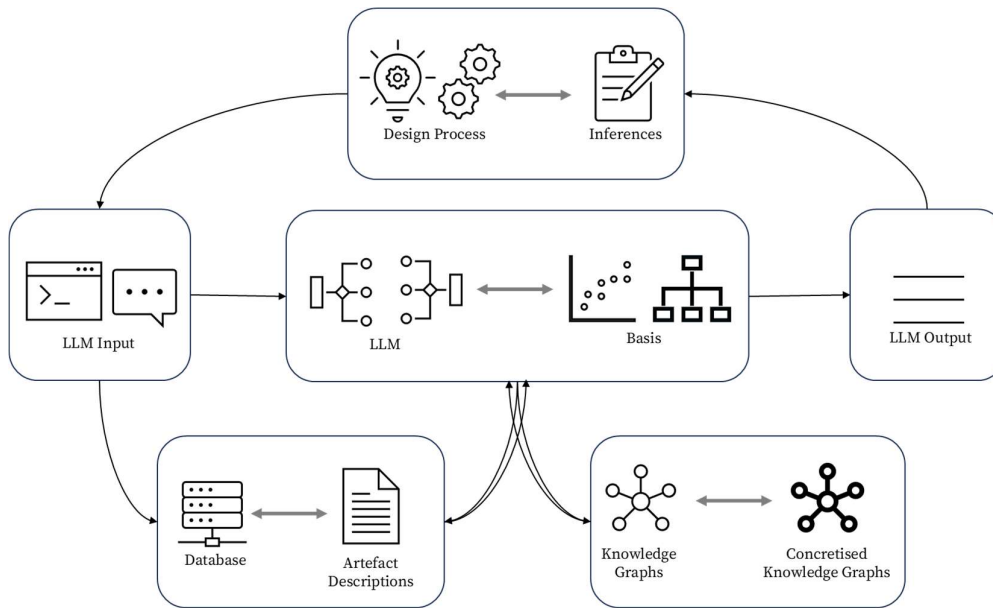 Design Process
Inferences
LLM Input
LLM
Basis
LLM Output
Database
Artefact
Descriptions
Knowledge
Graphs
Concretised
Knowledge Graphs